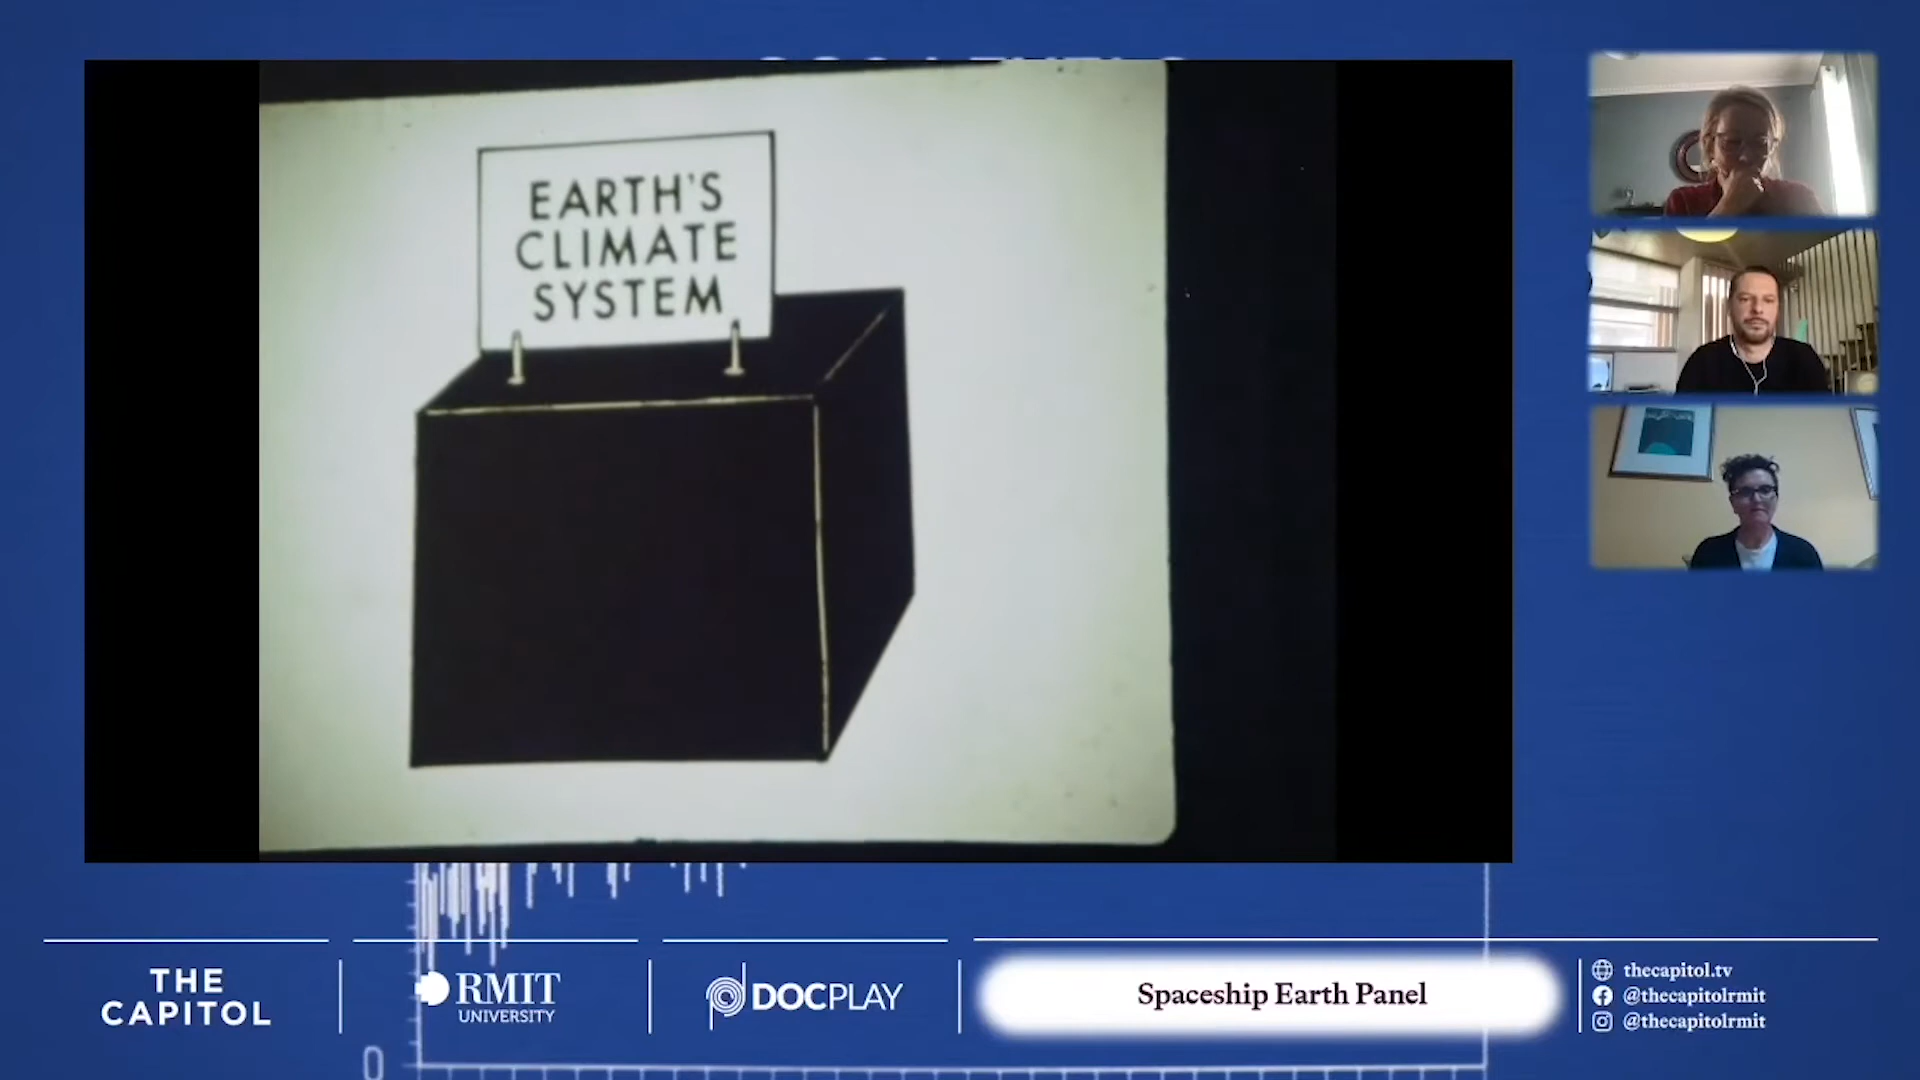 EARTH'S
CLIMATE
SYSTEM
0
THE
CAPITOL
RMIT
UNIVERSITY
DOCPLAY
Spaceship Earth Panel
thecapitol.tv
@thecapitolrmit
@thecapitolrmit